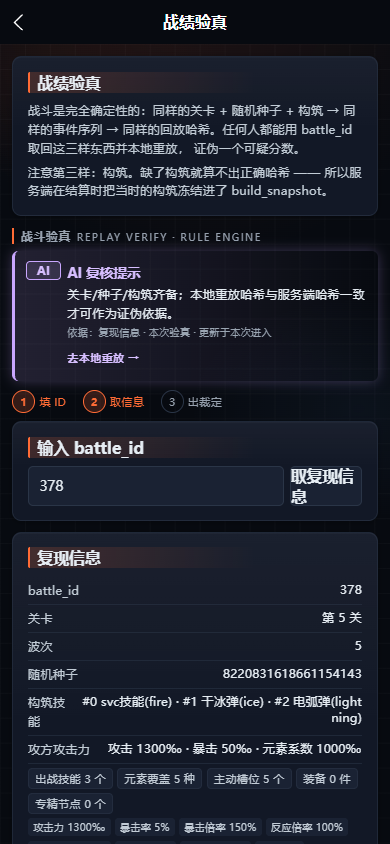 战绩验真
战绩验真
战斗是完全确定性的：同样的关卡 + 随机种子 + 构筑 → 同
样的事件序列 → 同样的回放哈希。任何人都能用 battle_id
取回这三样东西并本地重放， 证伪一个可疑分数。
注意第三样：构筑。缺了构筑就算不出正确哈希 —— 所以服
务端在结算时把当时的构筑冻结进了 build_snapshot。
战斗验真 REPLAY VERIFY · RULE ENGINE
AI AI 复核提示
关卡/种子/构筑齐备；本地重放哈希与服务端哈希一致
才可作为证伪依据。
依据：复现信息 · 本次验真 · 更新于本次进入
去本地重放 →
1 填 ID 2 取信息 3 出裁定
输入 battle_id
378 取复现信
息
复现信息
battle_id 378
关卡 第 5 关
波次 5
随机种子 8220831618661154143
构筑技 #0 svc技能(fire) · #1 干冰弹(ice) · #2 电弧弹(light
能 ning)
攻方攻击力 攻击 1300‰ · 暴击 50‰ · 元素系数 1000‰
出战技能 3 个 元素覆盖 5 种 主动槽位 5 个 装备 0 件
专精节点 0 个
攻击力 1300‰ 暴击率 5% 暴击倍率 150% 反应倍率 100%